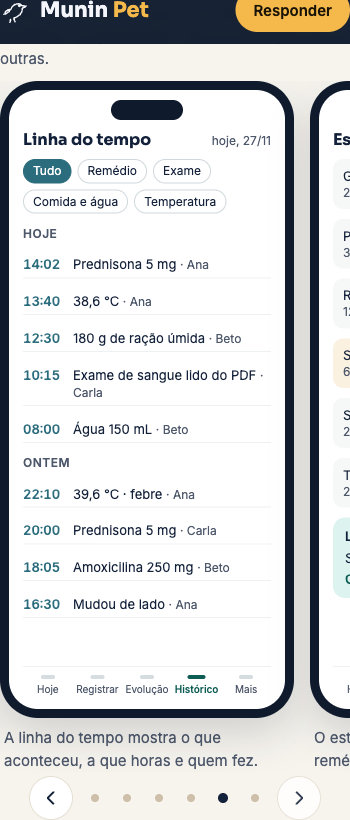 Munin Pet
Responder
outras.
Linha do tempo
hoje, 27/11
Tudo
Remédio
Exame
Comida e água
Temperatura
HOJE
14:02 Prednisona 5 mg · Ana
13:40 38,6 °C · Ana
12:30 180 g de ração úmida · Beto
10:15 Exame de sangue lido do PDF ·
Carla
08:00 Água 150 mL · Beto
ONTEM
22:10 39,6 °C · febre · Ana
20:00 Prednisona 5 mg · Carla
18:05 Amoxicilina 250 mg · Beto
16:30 Mudou de lado · Ana
Hoje
Registrar
Evolução
Histórico
Mais
A linha do tempo mostra o que
aconteceu, a que horas e quem fez.
Es
O est
remé